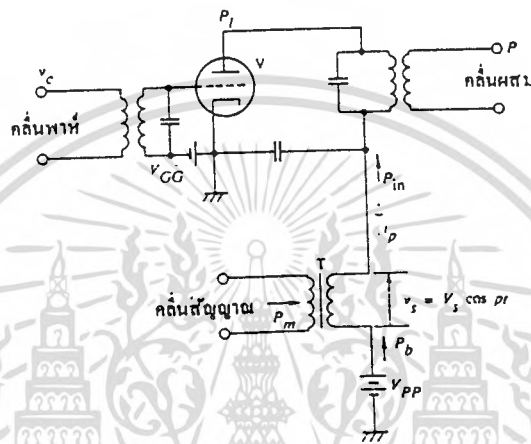 P_l
V
v_c
คลื่นพาห์
V_GG
P
คลื่นผสม
P_in
i_p
T
คลื่นสัญญาณ
P_m
v_s = V_s cos pt
P_b
V_PP